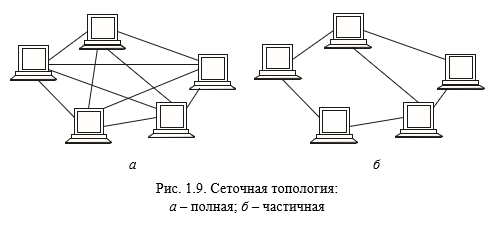 а б
Рис. 1.9. Сеточная топология:
а – полная; б – частичная